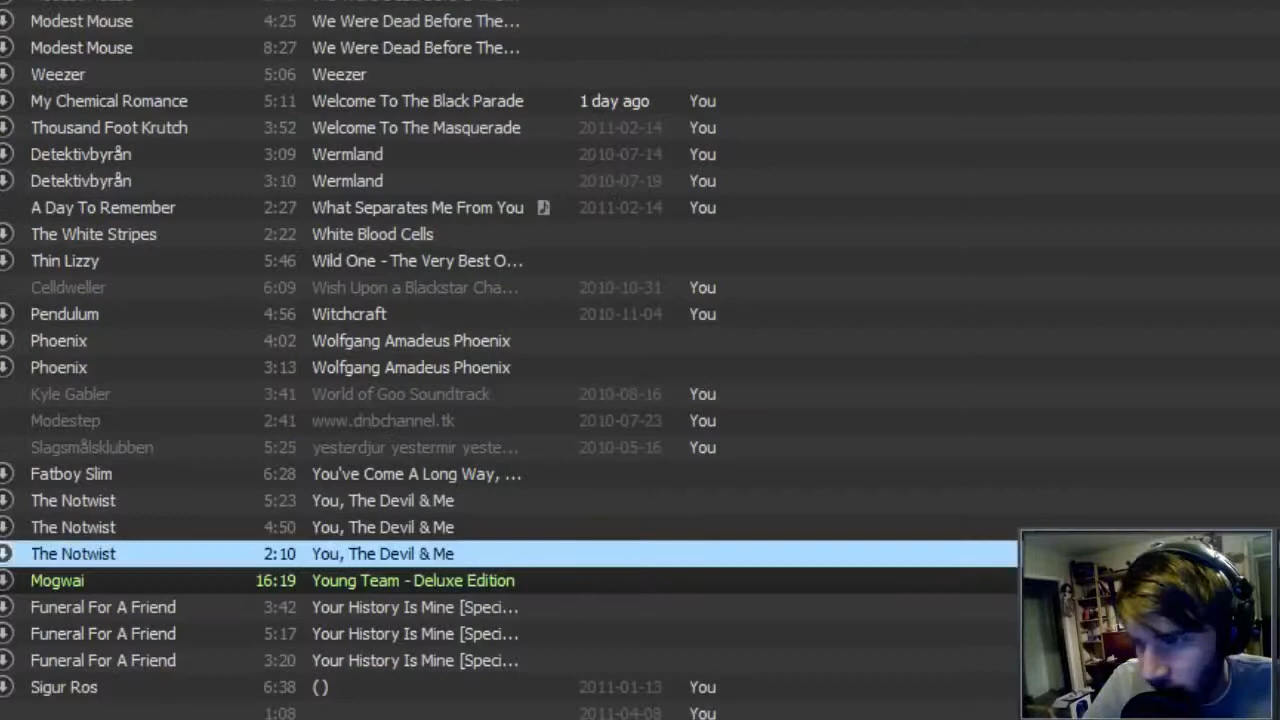 Modest Mouse 4:25 We Were Dead Before The...
Modest Mouse 8:27 We Were Dead Before The...
Weezer 5:06 Weezer
My Chemical Romance 5:11 Welcome To The Black Parade 1 day ago You
Thousand Foot Krutch 3:52 Welcome To The Masquerade 2011-02-14 You
Detektivbyrån 3:09 Wermland 2010-07-14 You
Detektivbyrån 3:10 Wermland 2010-07-19 You
A Day To Remember 2:27 What Separates Me From You 2011-02-14 You
The White Stripes 2:22 White Blood Cells
Thin Lizzy 5:46 Wild One - The Very Best O...
Celldweller 6:09 Wish Upon a Blackstar Cha... 2010-10-31 You
Pendulum 4:56 Witchcraft 2010-11-04 You
Phoenix 4:02 Wolfgang Amadeus Phoenix
Phoenix 3:13 Wolfgang Amadeus Phoenix
Kyle Gabler 3:41 World of Goo Soundtrack 2010-08-16 You
Modestep 2:41 www.dnbchannel.tk 2010-07-23 You
Slagsmålsklubben 5:25 yesterdjur yestermir yeste... 2010-05-16 You
Fatboy Slim 6:28 You've Come A Long Way, ...
The Notwist 5:23 You, The Devil & Me
The Notwist 4:50 You, The Devil & Me
The Notwist 2:10 You, The Devil & Me
Mogwai 16:19 Young Team - Deluxe Edition
Funeral For A Friend 3:42 Your History Is Mine [Speci...
Funeral For A Friend 5:17 Your History Is Mine [Speci...
Funeral For A Friend 3:20 Your History Is Mine [Speci...
Sigur Ros 6:38 ( ) 2011-01-13 You
1:08 2011-04-09 You